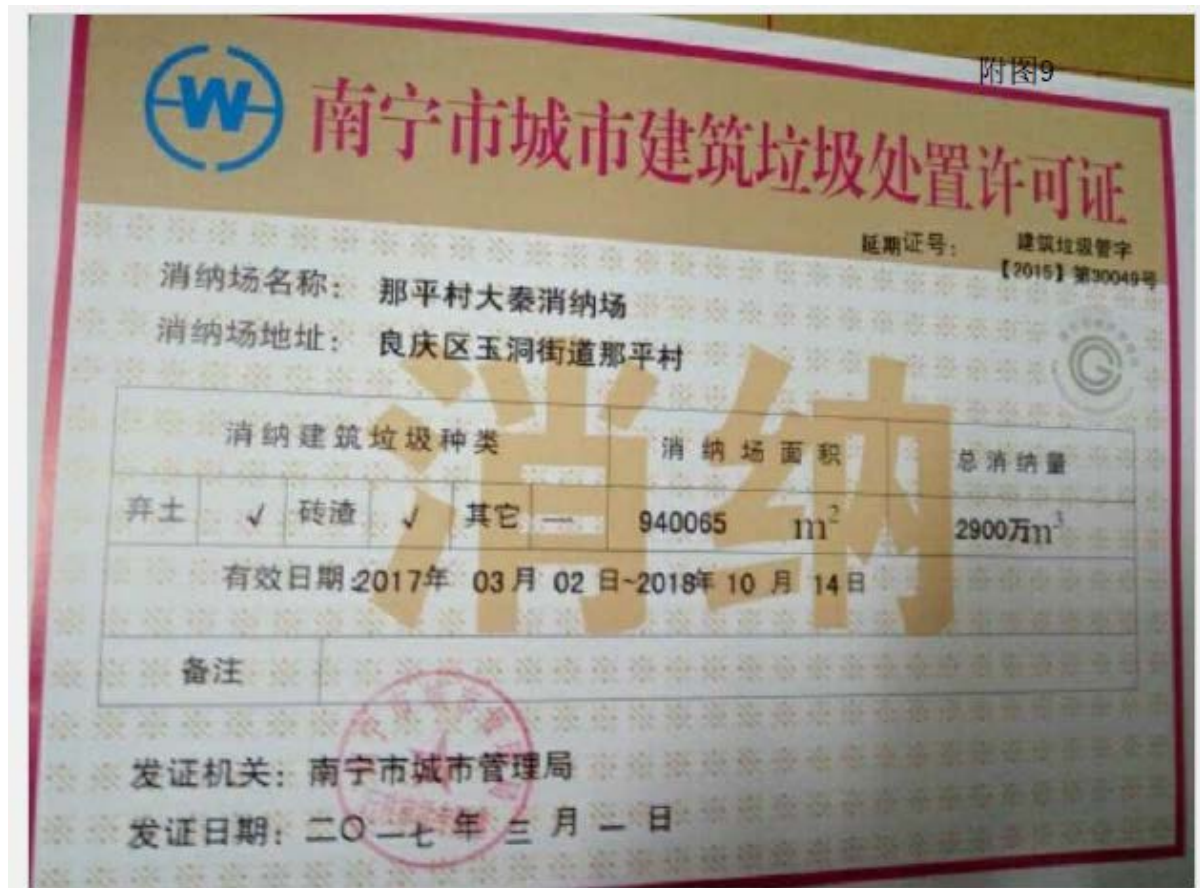 附图9
W
南宁市城市建筑垃圾处置许可证
延期证号: 建筑垃圾管字
【2015】第30049号
消纳场名称: 那平村大秦消纳场
消纳场地址: 良庆区玉洞街道那平村
消纳
消纳建筑垃圾种类 消纳场面积 总消纳量
弃土 √ 砖渣 √ 其它 — 940065 m² 2900万m³
有效日期:2017年 03月 02日~2018年 10月 14日
备注
发证机关: 南宁市城市管理局
发证日期: 二〇一七年三月一日